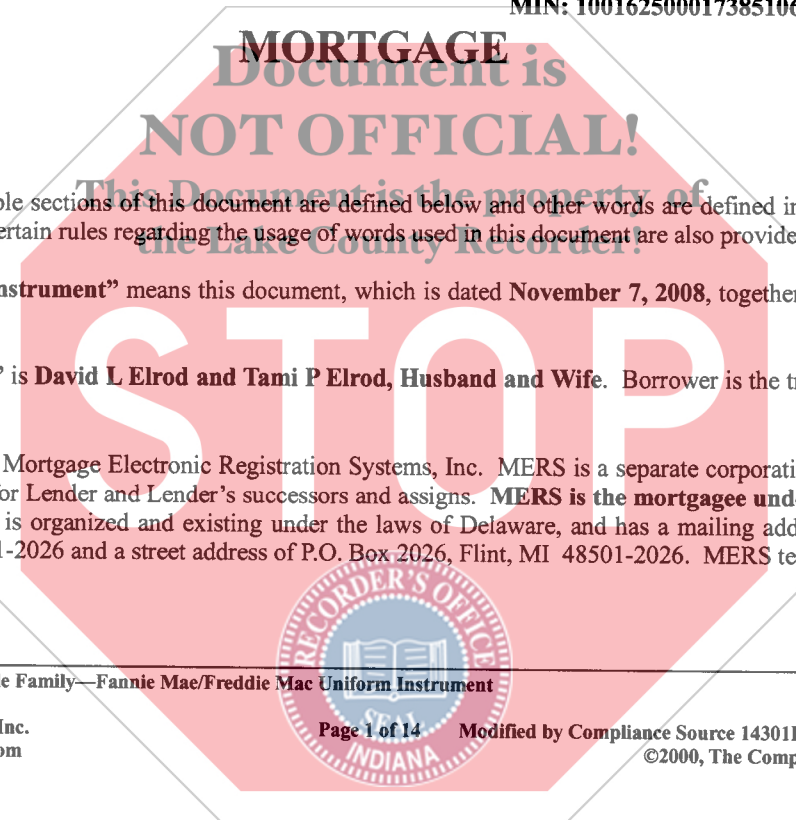 MIN: 100162500017385106
MORTGAGE
Document is
NOT OFFICIAL!
This Document is the property of
the Lake County Recorder!
ple sections of this document are defined below and other words are defined in
ertain rules regarding the usage of words used in this document are also provide
nstrument” means this document, which is dated November 7, 2008, together
STOP
” is David L Elrod and Tami P Elrod, Husband and Wife. Borrower is the tr
Mortgage Electronic Registration Systems, Inc. MERS is a separate corporati
for Lender and Lender’s successors and assigns. MERS is the mortgagee und
is organized and existing under the laws of Delaware, and has a mailing add
1-2026 and a street address of P.O. Box 2026, Flint, MI 48501-2026. MERS te
RECORDER'S OFFICE
SEAL
INDIANA
le Family—Fannie Mae/Freddie Mac Uniform Instrument
Inc.
Page 1 of 14
Modified by Compliance Source 14301I
om
©2000, The Comp